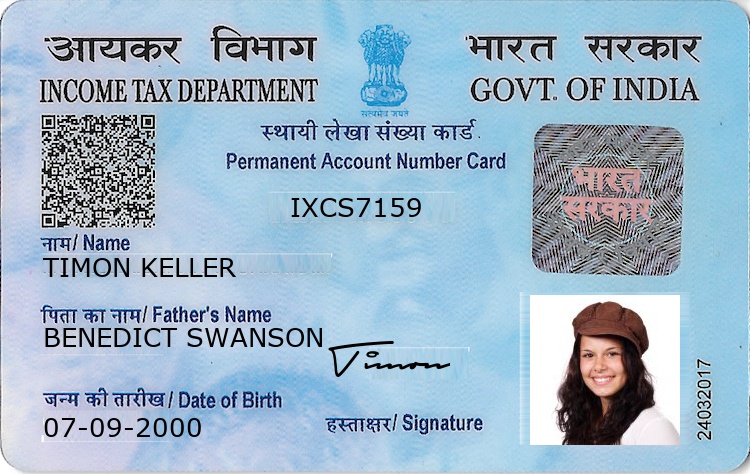 आयकर विभाग
भारत सरकार
INCOME TAX DEPARTMENT
GOVT. OF INDIA
सत्यमेव जयते
स्थायी लेखा संख्या कार्ड
Permanent Account Number Card
IXCS7159
भारत
सरकार
नाम/ Name
TIMON KELLER
पिता का नाम/ Father's Name
BENEDICT SWANSON
Timon
जन्म की तारीख/ Date of Birth
07-09-2000
हस्ताक्षर/ Signature
24032017